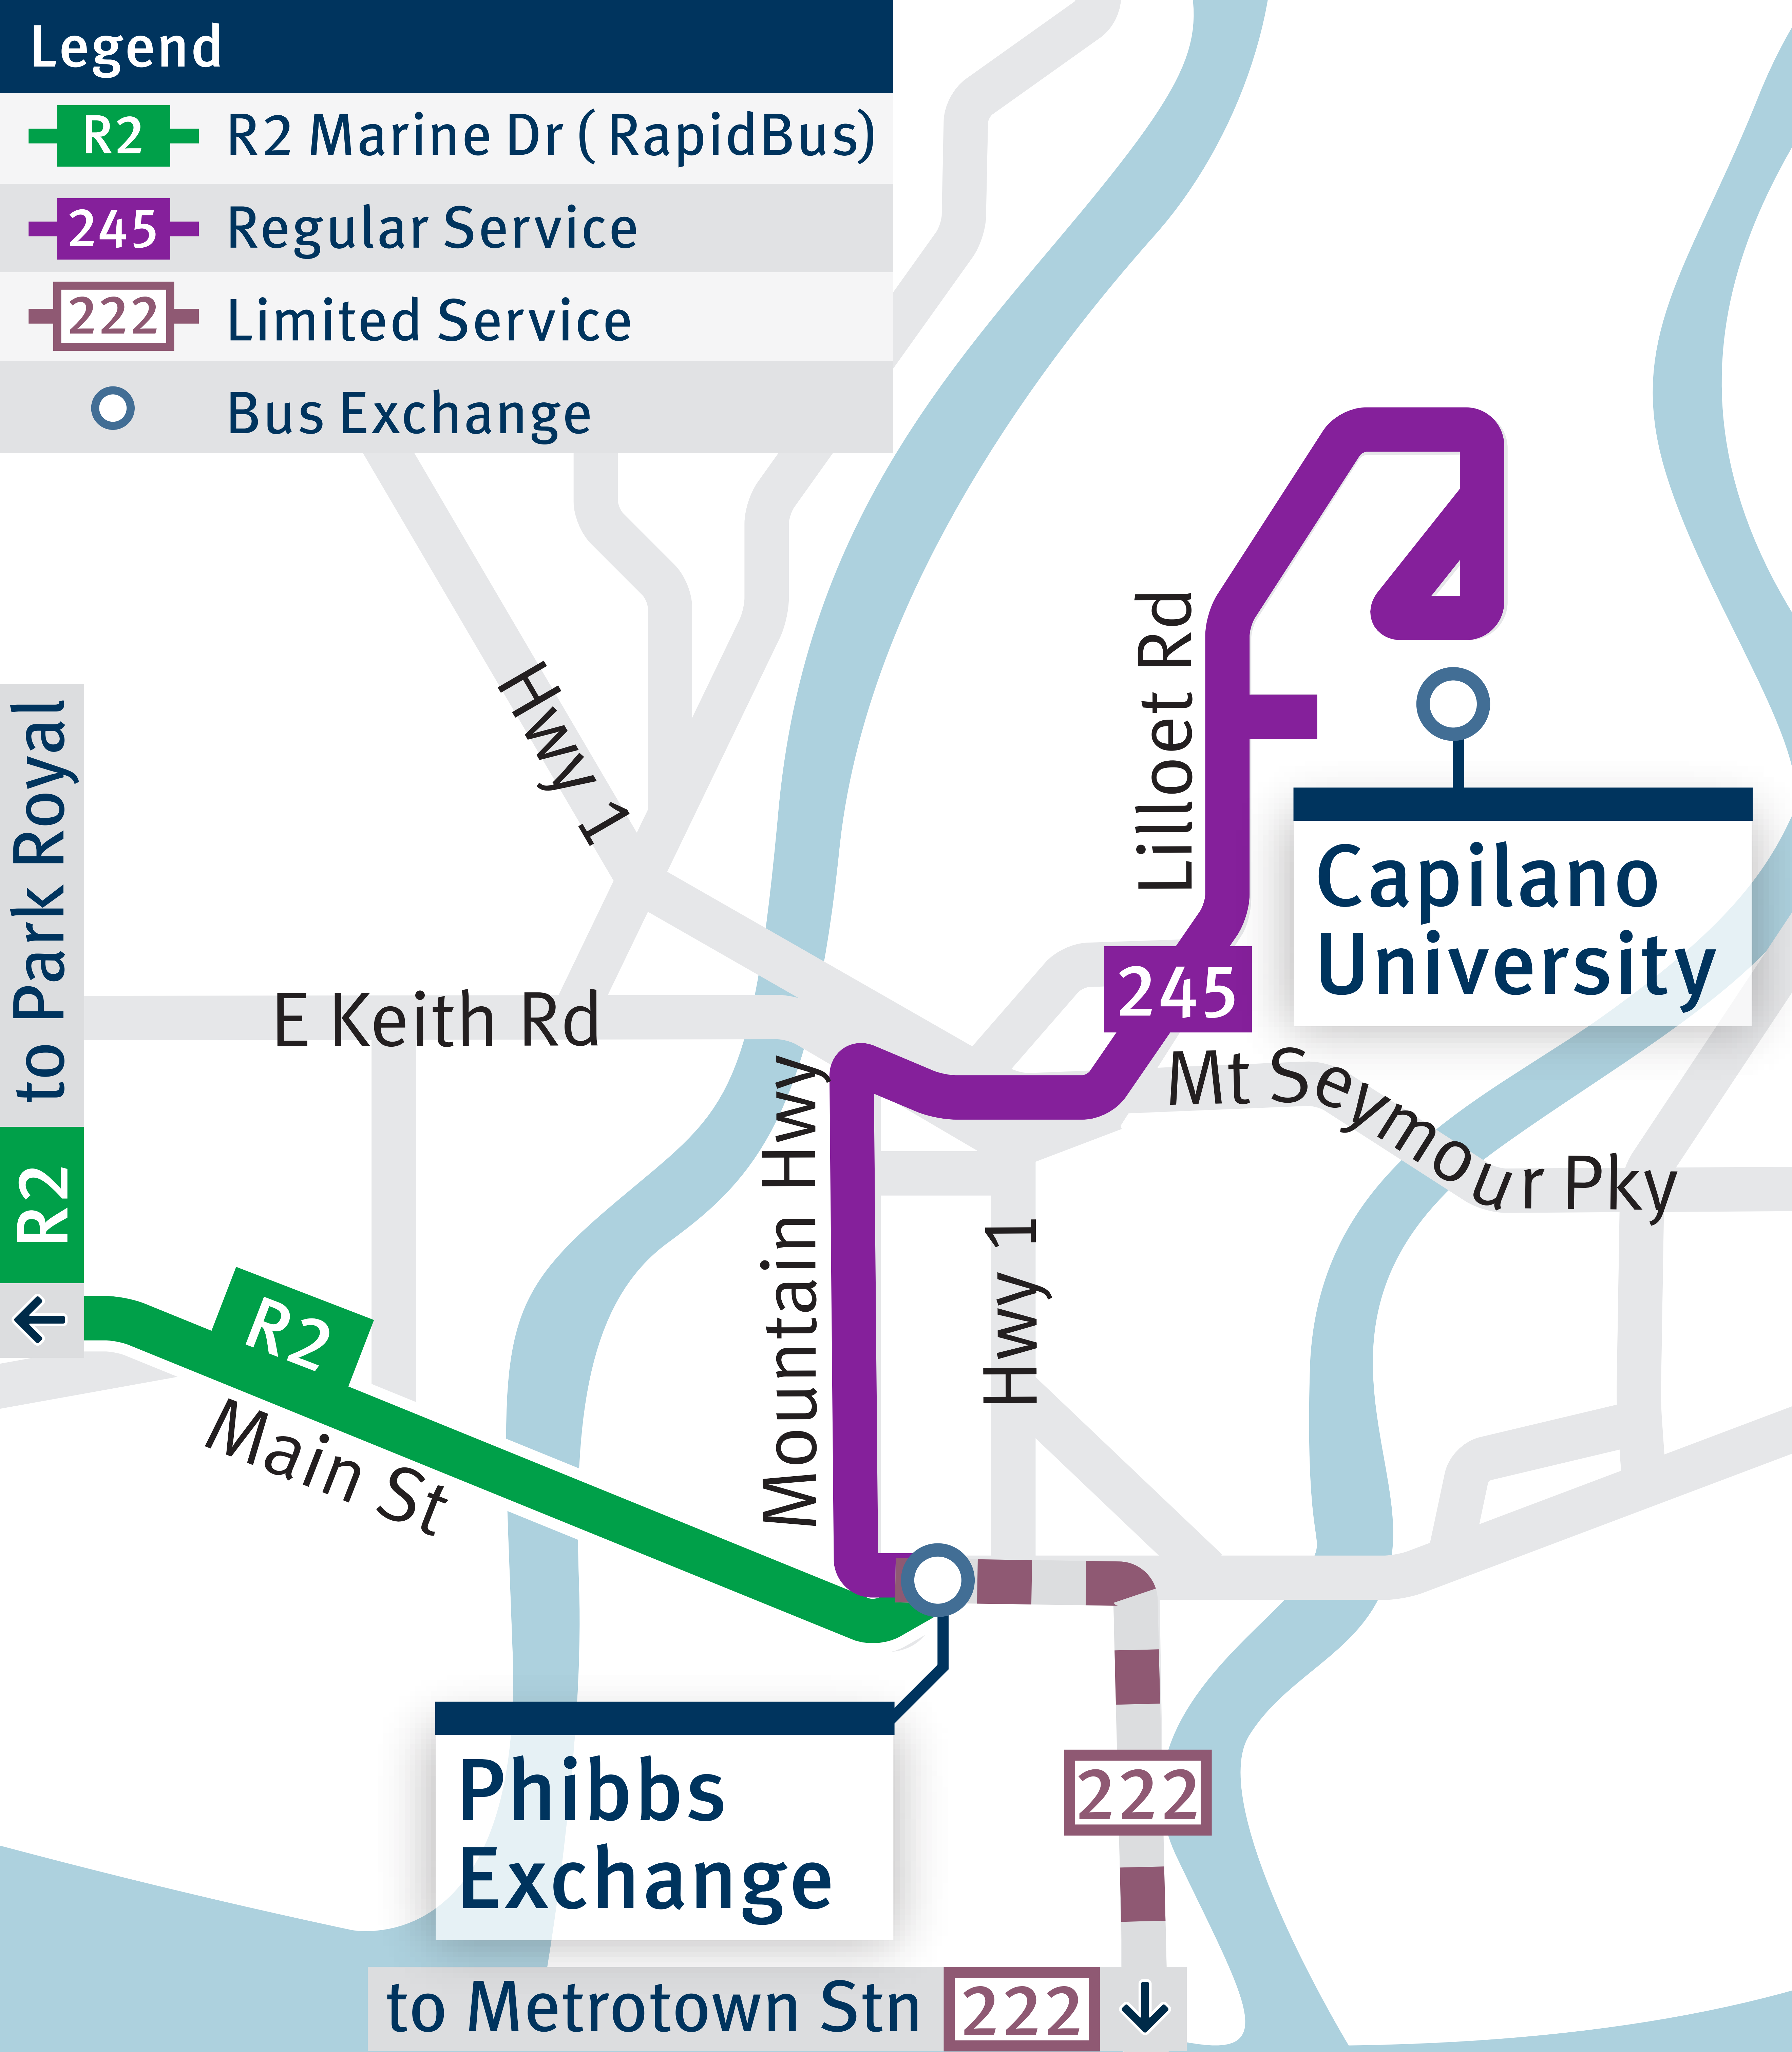 Legend
R2 R2 Marine Dr (RapidBus)
245 Regular Service
222 Limited Service
Bus Exchange
Hwy 1
Lilloet Rd
to Park Royal
R2
Capilano
University
245
E Keith Rd
Mt Seymour Pky
Mountain Hwy
Hwy 1
R2
Main St
Phibbs
Exchange
222
to Metrotown Stn 222